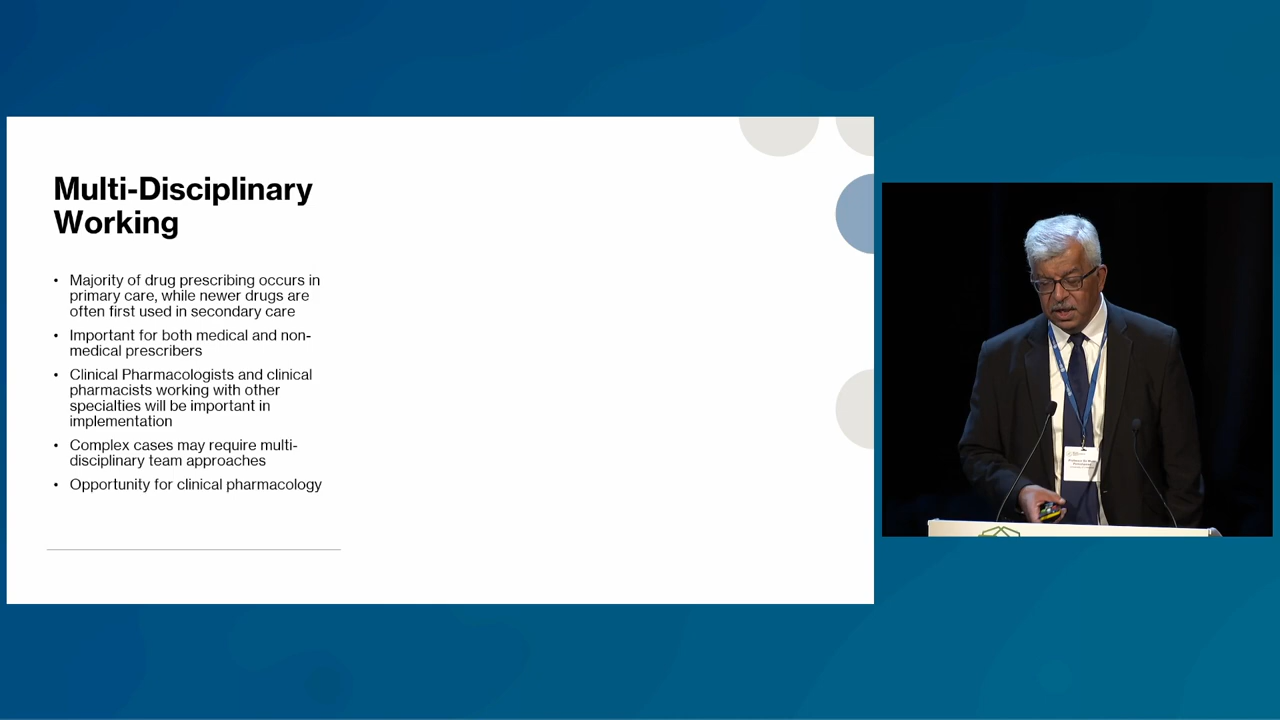 Multi-Disciplinary
Working
• Majority of drug prescribing occurs in
primary care, while newer drugs are
often first used in secondary care
• Important for both medical and non-
medical prescribers
• Clinical Pharmacologists and clinical
pharmacists working with other
specialties will be important in
implementation
• Complex cases may require multi-
disciplinary team approaches
• Opportunity for clinical pharmacology